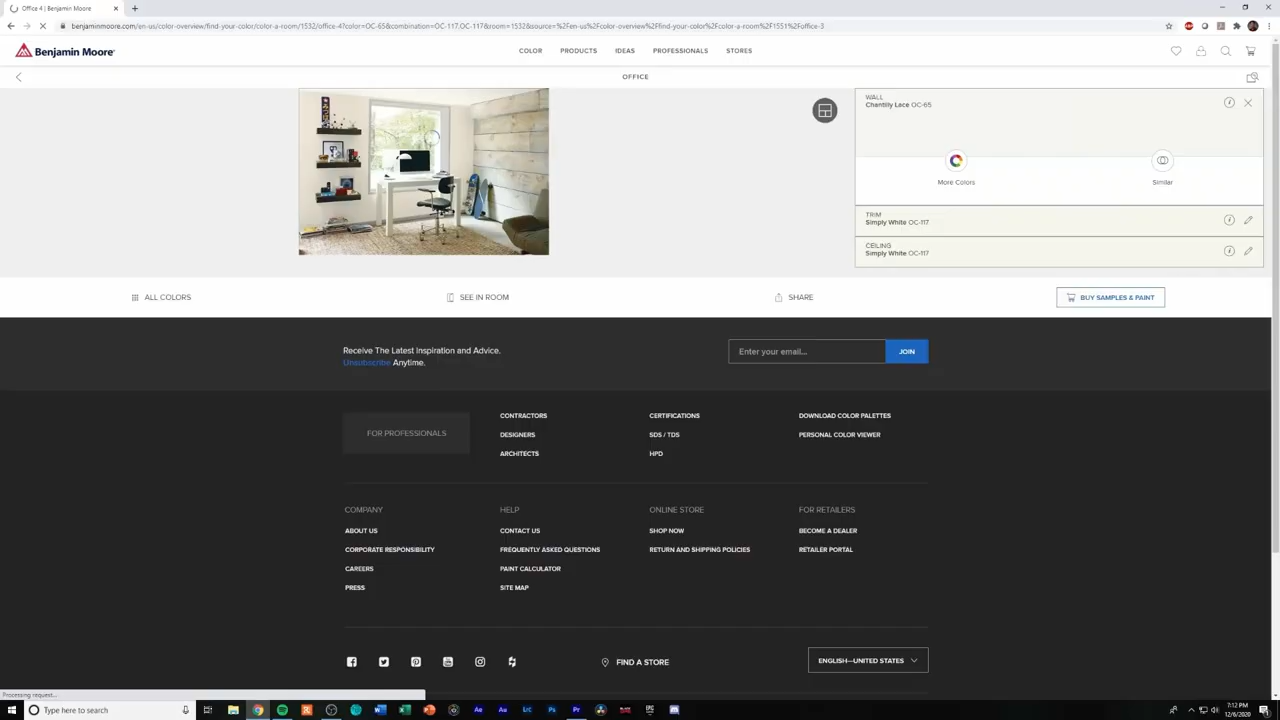 Office 4 | Benjamin Moore
benjaminmoore.com/en-us/color-overview/find-your-color/color-a-room/1532/office-4?color=OC-65&combination=OC-117,OC-117&room=1532&source=%2Fen-us%2Fcolor-overview%2Ffind-your-color%2Fcolor-a-room%2F1551%2Foffice-3
Benjamin Moore
COLOR
PRODUCTS
IDEAS
PROFESSIONALS
STORES
OFFICE
WALL
Chantilly Lace OC-65
More Colors
Similar
TRIM
Simply White OC-117
CEILING
Simply White OC-117
ALL COLORS
SEE IN ROOM
SHARE
BUY SAMPLES & PAINT
Receive The Latest Inspiration and Advice.
Unsubscribe Anytime.
Enter your email...
JOIN
FOR PROFESSIONALS
CONTRACTORS
DESIGNERS
ARCHITECTS
CERTIFICATIONS
SDS / TDS
HPD
DOWNLOAD COLOR PALETTES
PERSONAL COLOR VIEWER
COMPANY
ABOUT US
CORPORATE RESPONSIBILITY
CAREERS
PRESS
HELP
CONTACT US
FREQUENTLY ASKED QUESTIONS
PAINT CALCULATOR
SITE MAP
ONLINE STORE
SHOP NOW
RETURN AND SHIPPING POLICIES
FOR RETAILERS
BECOME A DEALER
RETAILER PORTAL
FIND A STORE
ENGLISH—UNITED STATES
Processing request...
Type here to search
7:12 PM
12/6/2020